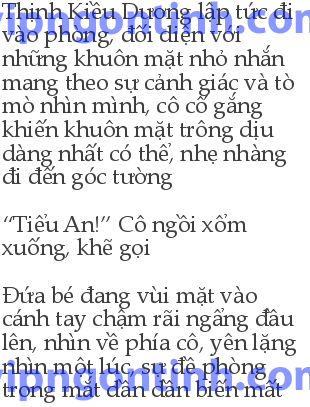 Thịnh Kiều Dương lập tức đi
vào phòng, đối diện với
những khuôn mặt nhỏ nhắn
mang theo sự cảnh giác và tò
mò nhìn mình, cô cố gắng
khiến khuôn mặt trông dịu
dàng nhất có thể, nhẹ nhàng
đi đến góc tường
“Tiểu An!” Cô ngồi xổm
xuống, khẽ gọi
Đứa bé đang vùi mặt vào
cánh tay chậm rãi ngẩng đầu
lên, nhìn về phía cô, yên lặng
nhìn một lúc, sự đề phòng
trong mắt dần dần biến mất
vipngontinh.com
vipngontinh.com